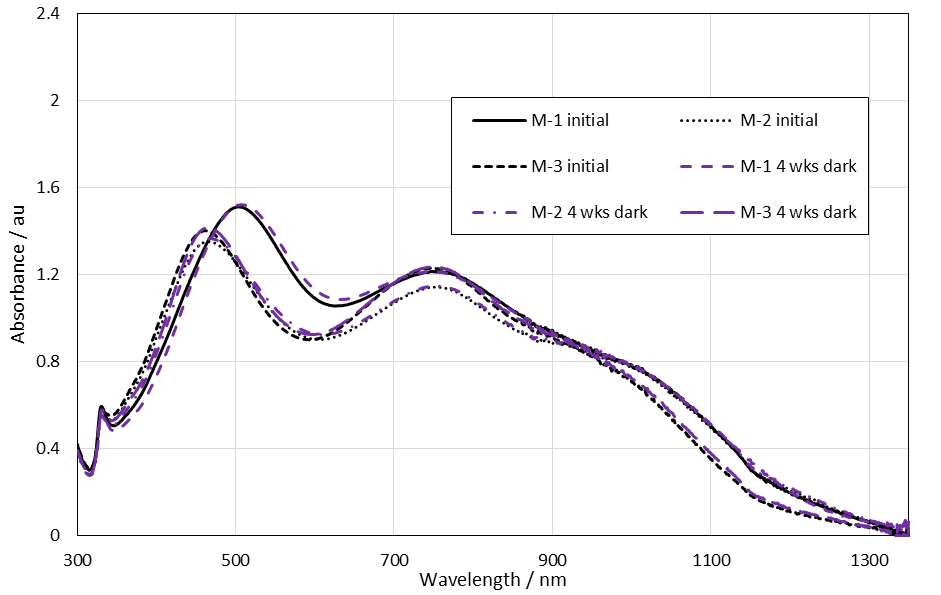 2.4
2
1.6
1.2
0.8
0.4
0
Absorbance / au
M-1 initial
M-2 initial
M-3 initial
M-1 4 wks dark
M-2 4 wks dark
M-3 4 wks dark
300 500 700 900 1100 1300
Wavelength / nm